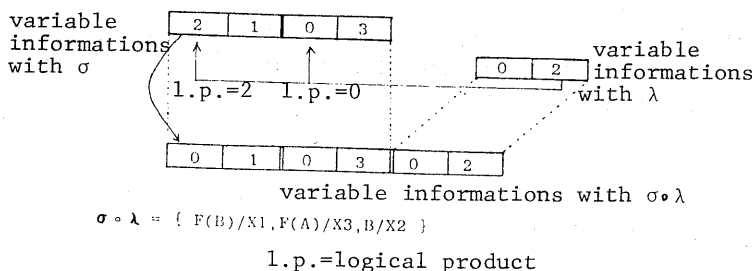 variable
informations
with σ
2 1 0 3
variable
informations
with λ
0 2
l.p.=2 l.p.=0
0 1 0 3 0 2
variable informations with σ∘λ
σ ∘ λ = { F(B)/X1,F(A)/X3,B/X2 }
l.p.=logical product